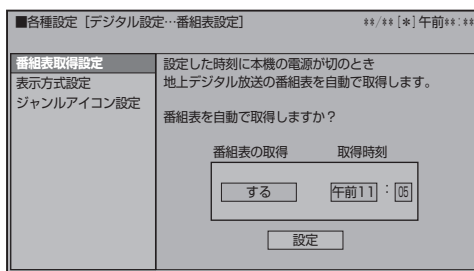 ■各種設定［デジタル設定…番組表設定］ **/**［*］午前**:**
番組表取得設定
表示方式設定
ジャンルアイコン設定
設定した時刻に本機の電源が切のとき
地上デジタル放送の番組表を自動で取得します。
番組表を自動で取得しますか？
番組表の取得 取得時刻
する 午前11 : 05
設定